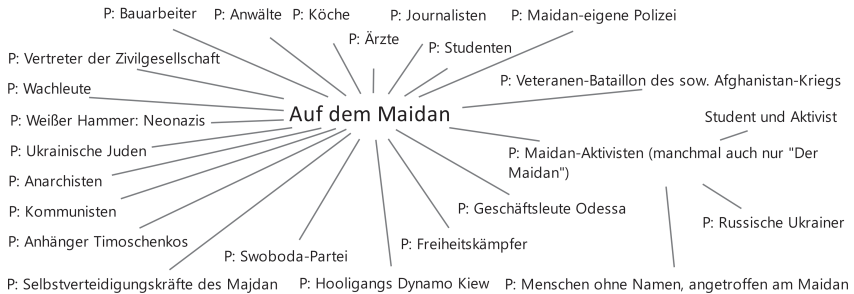 P: Bauarbeiter
P: Anwälte
P: Köche
P: Journalisten
P: Maidan-eigene Polizei
P: Ärzte
P: Studenten
P: Vertreter der Zivilgesellschaft
P: Veteranen-Bataillon des sow. Afghanistan-Kriegs
P: Wachleute
Auf dem Maidan
Student und Aktivist
P: Weißer Hammer: Neonazis
P: Ukrainische Juden
P: Maidan-Aktivisten (manchmal auch nur "Der
Maidan")
P: Anarchisten
P: Kommunisten
P: Geschäftsleute Odessa
P: Russische Ukrainer
P: Anhänger Timoschenkos
P: Freiheitskämpfer
P: Swoboda-Partei
P: Selbstverteidigungskräfte des Majdan
P: Hooligangs Dynamo Kiew
P: Menschen ohne Namen, angetroffen am Maidan